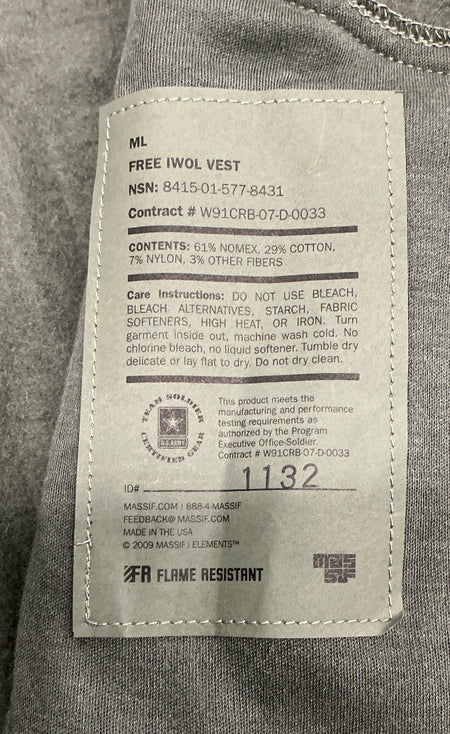 ML
FREE IWOL VEST
NSN: 8415-01-577-8431
Contract # W91CRB-07-D-0033
CONTENTS: 61% NOMEX, 29% COTTON,
7% NYLON, 3% OTHER FIBERS
Care Instructions: DO NOT USE BLEACH,
BLEACH ALTERNATIVES, STARCH, FABRIC
SOFTENERS, HIGH HEAT, OR IRON. Turn
garment inside out, machine wash cold. No
chlorine bleach, no liquid softener. Tumble dry
delicate or lay flat to dry. Do not dry clean.
TEAM SOLDIER
U.S.ARMY
CERTIFIED GEAR
This product meets the
manufacturing and performance
testing requirements as
authorized by the Program
Executive Office-Soldier.
Contract # W91CRB-07-D-0033
ID# 1132
MASSIF.COM | 888-4-MASSIF
FEEDBACK@MASSIF.COM
MADE IN THE USA
© 2009 MASSIF | ELEMENTS™
FR FLAME RESISTANT
MASSIF